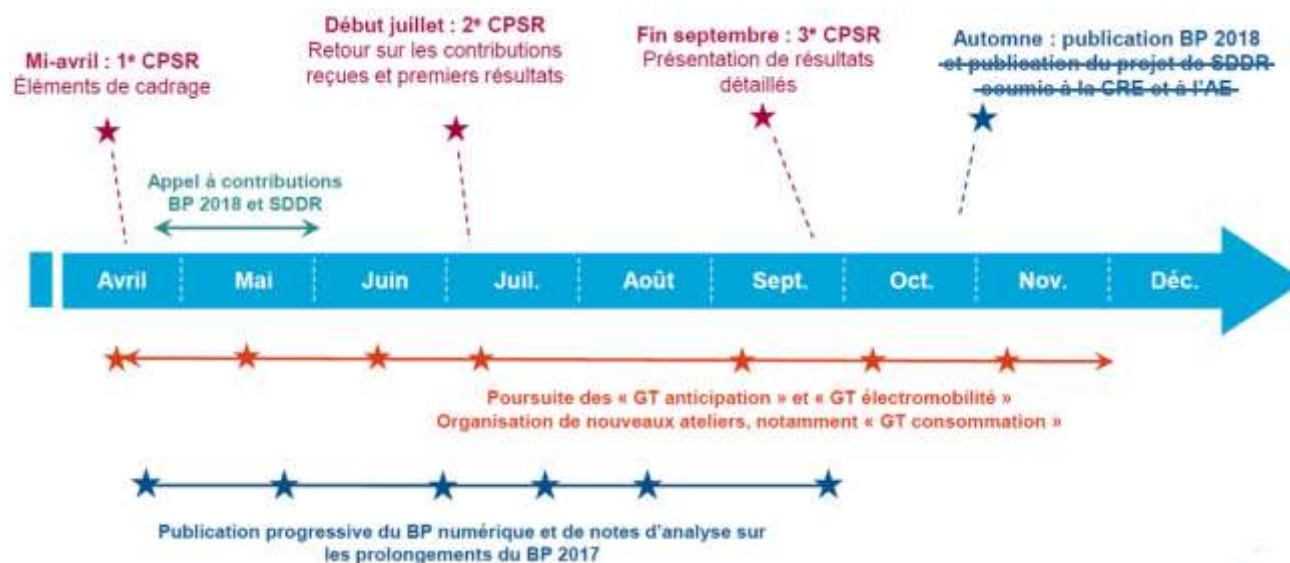 Mi-avril : 1e CPSR
Éléments de cadrage
Début juillet : 2e CPSR
Retour sur les contributions
reçues et premiers résultats
Fin septembre : 3e CPSR
Présentation de résultats
détaillés
Automne : publication BP 2018
et publication du projet de SDDR
soumis à la CRE et à l'AE
Appel à contributions
BP 2018 et SDDR
Avril Mai Juin Juil. Août Sept. Oct. Nov. Déc.
Poursuite des « GT anticipation » et « GT électromobilité »
Organisation de nouveaux ateliers, notamment « GT consommation »
Publication progressive du BP numérique et de notes d'analyse sur
les prolongements du BP 2017